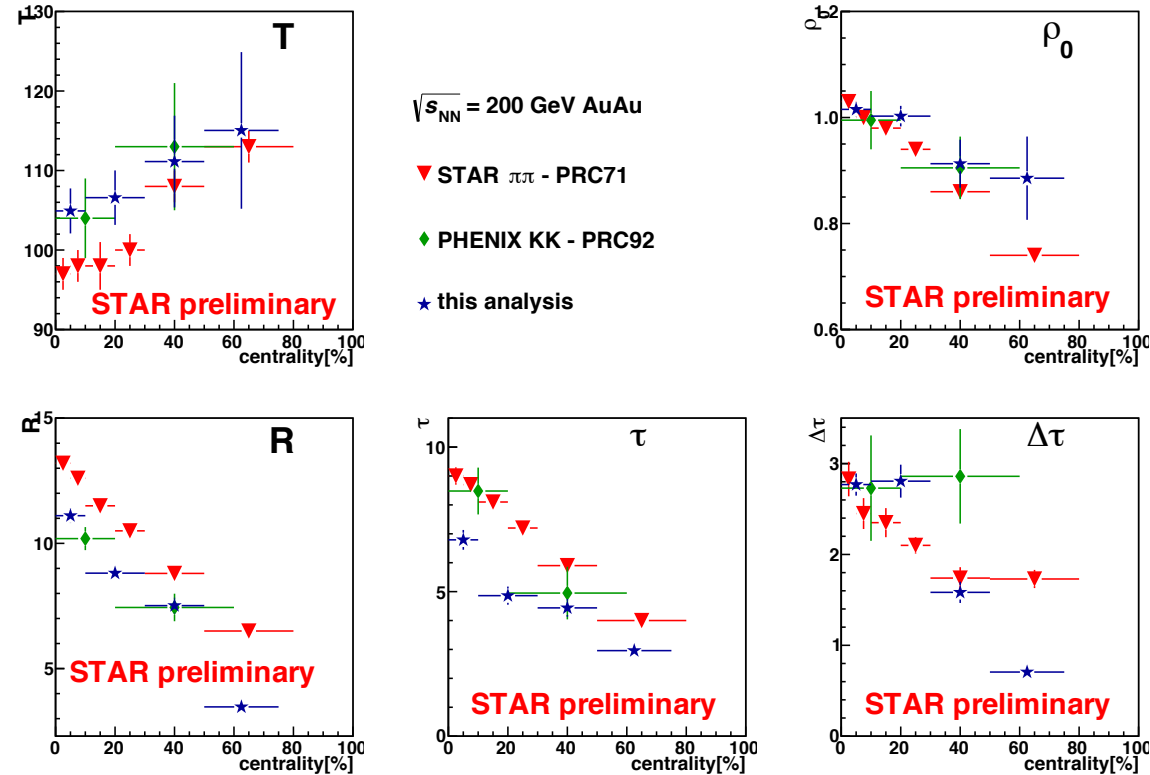 T
130
120
110
100
90
T
STAR preliminary
0 20 40 60 80 100
centrality[%]
√sNN = 200 GeV AuAu
STAR ππ - PRC71
PHENIX KK - PRC92
this analysis
ρ0
1.2
1.0
0.8
0.6
ρ0
STAR preliminary
0 20 40 60 80 100
centrality[%]
R
15
10
5
R
STAR preliminary
0 20 40 60 80 100
centrality[%]
τ
10
5
0
τ
STAR preliminary
0 20 40 60 80 100
centrality[%]
Δτ
3
2
1
0
Δτ
STAR preliminary
0 20 40 60 80 100
centrality[%]